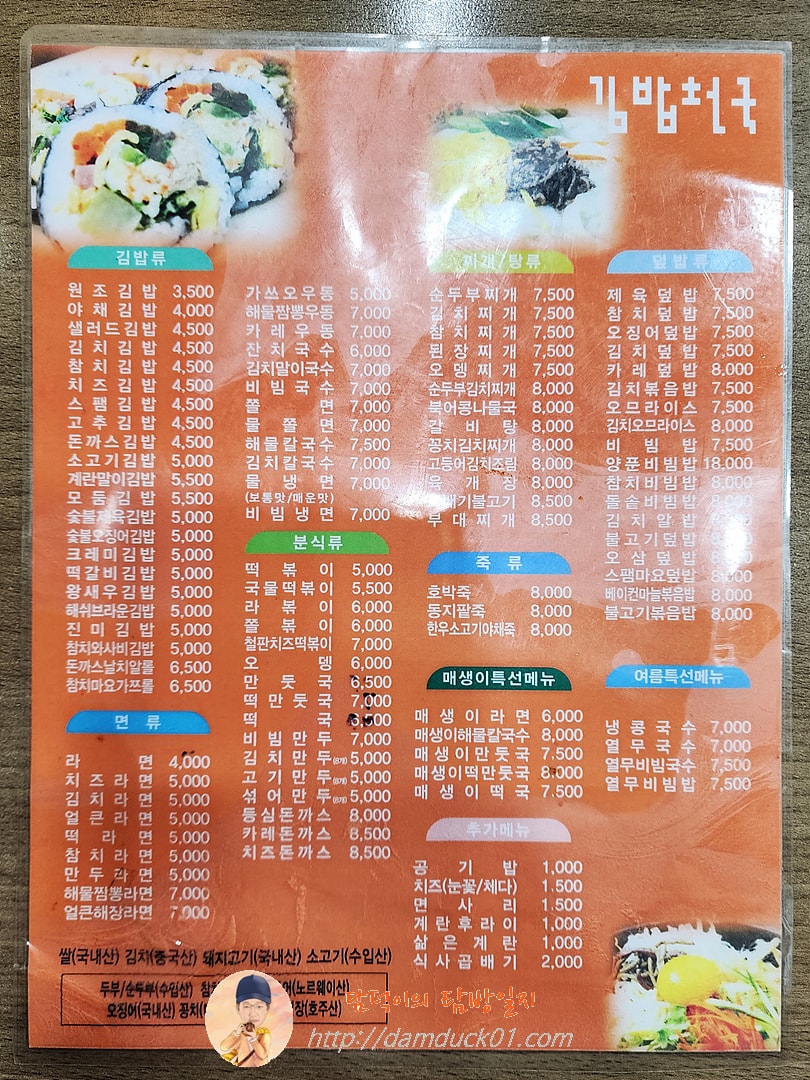 김밥천국
김밥류
원조김밥 3,500
야채김밥 4,000
샐러드김밥 4,500
김치김밥 4,500
참치김밥 4,500
치즈김밥 4,500
스팸김밥 4,500
고추김밥 4,500
돈까스김밥 4,500
소고기김밥 5,000
계란말이김밥 5,500
모둠김밥 5,500
숯불제육김밥 5,000
숯불오징어김밥 5,000
크레미김밥 5,000
떡갈비김밥 5,000
왕새우김밥 5,000
해쉬브라운김밥 5,000
진미김밥 5,000
참치와사비김밥 5,000
돈까스날치알롤 6,500
참치마요가쯔롤 6,500
면류
라면 4,000
치즈라면 5,000
김치라면 5,000
얼큰라면 5,000
떡라면 5,000
참치라면 5,000
만두라면 5,000
해물짬뽕라면 7,000
얼큰해장라면 7,000
가쓰오우동 5,000
해물짬뽕우동 7,000
카레우동 7,000
잔치국수 6,000
김치말이국수 7,000
비빔국수 7,000
쫄면 7,000
물쫄면 7,000
해물칼국수 7,500
김치칼국수 7,000
물냉면 7,000
(보통맛/매운맛)
비빔냉면 7,000
분식류
떡볶이 5,000
국물떡볶이 5,500
라볶이 6,000
쫄볶이 6,000
철판치즈떡볶이 7,000
오뎅 6,000
만둣국 6,500
떡만둣국 7,000
떡국
비빔만두 7,000
김치만두(8개) 5,000
고기만두(8개) 5,000
섞어만두(8개) 5,000
등심돈까스 8,000
카레돈까스 8,500
치즈돈까스 8,500
찌개/탕류
순두부찌개 7,500
김치찌개 7,500
참치찌개 7,500
된장찌개 7,500
오뎅찌개 7,500
순두부김치찌개 8,000
북어콩나물국 8,000
갈비탕 8,000
꽁치김치찌개 8,000
고등어김치조림 8,000
육개장 8,000
배기불고기 8,500
부대찌개 8,500
죽류
호박죽 8,000
동지팥죽 8,000
한우소고기야채죽 8,000
매생이특선메뉴
매생이라면 6,000
매생이해물칼국수 8,000
매생이만둣국 7.500
매생이떡만둣국 8,000
매생이떡국 7.500
추가메뉴
공기밥 1,000
치즈(눈꽃/체다) 1.500
면사리 1.500
계란후라이 1,000
삶은계란 1,000
식사곱배기 2,000
덮밥류
제육덮밥 7,500
참치덮밥 7,500
오징어덮밥 7,500
김치덮밥 7,500
카레덮밥 8,000
김치볶음밥 7,500
오므라이스 7,500
김치오므라이스 8,000
비빔밥 7,500
양푼비빔밥 18,000
참치비빔밥 8,000
돌솥비빔밥 8,000
김치알밥 8,000
불고기덮밥 8,000
오삼덮밥 8,000
스팸마요덮밥 8,000
베이컨마늘볶음밥 8,000
불고기볶음밥 8,000
여름특선메뉴
냉콩국수 7,000
열무국수 7,000
열무비빔국수 7,500
열무비빔밥 7,500
쌀(국내산) 김치(중국산) 돼지고기(국내산) 소고기(수입산)
두부/순두부(수입산) 참치 어(노르웨이산)
오징어(국내산) 꽁치( 장(호주산)
담덕이의 탐방일지
http://damduck01.com